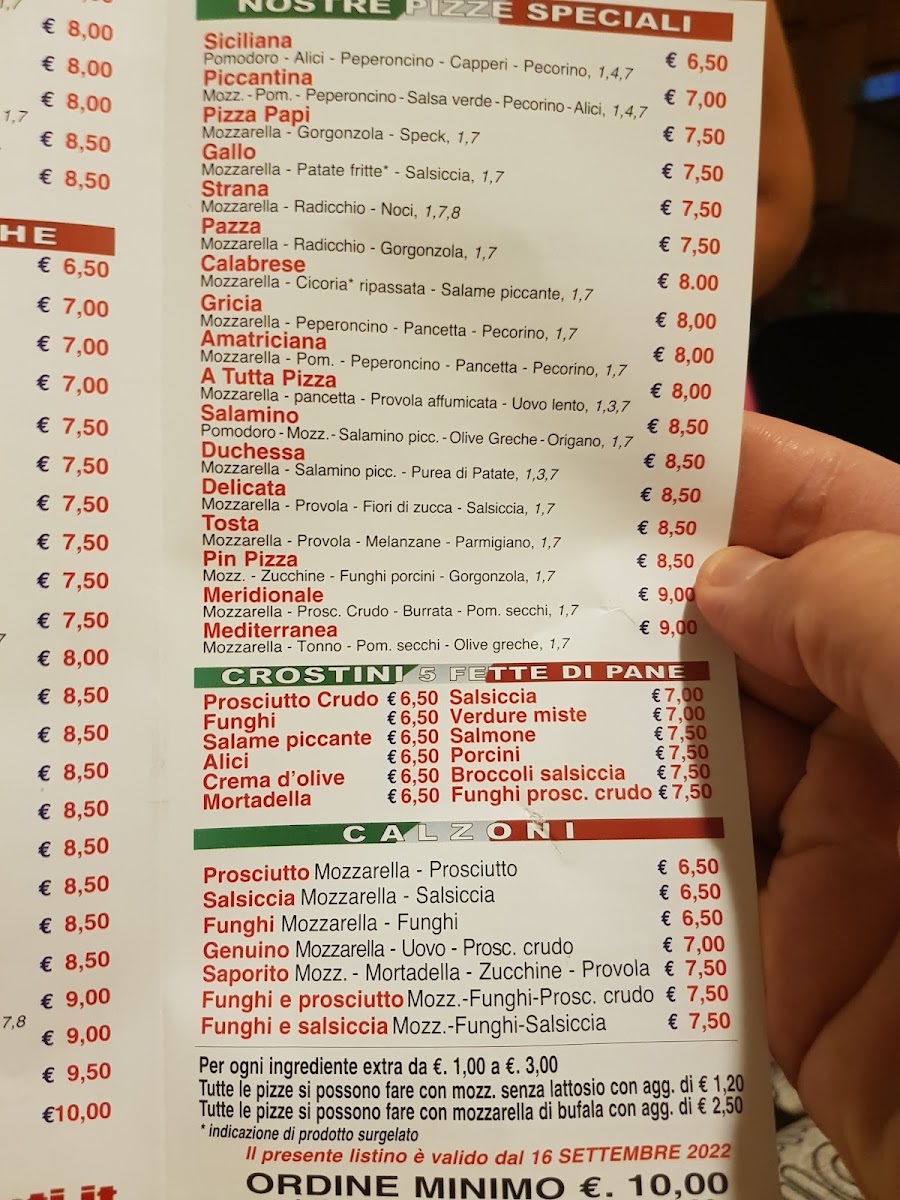 1,7
€ 8,00
€ 8,00
€ 8,00
1,7
€ 8,50
€ 8,50
HE
€ 6,50
€ 7,00
€ 7,00
€ 7,00
€ 7,50
€ 7,50
€ 7,50
€ 7,50
€ 7,50
€ 7,50
7
€ 8,00
€ 8,50
€ 8,50
€ 8,50
€ 8,50
€ 8,50
€ 8,50
€ 8,50
€ 8,50
€ 9,00
7,8
€ 9,00
€ 9,50
€10,00
NOSTRE PIZZE SPECIALI
Siciliana
Pomodoro - Alici - Peperoncino - Capperi - Pecorino, 1,4,7 € 6,50
Piccantina
Mozz.-Pom. - Peperoncino-Salsa verde-Pecorino-Alici, 1,4,7 € 7,00
Pizza Papi
Mozzarella - Gorgonzola - Speck, 1,7 € 7,50
Gallo
Mozzarella - Patate fritte* - Salsiccia, 1,7 € 7,50
Strana
Mozzarella - Radicchio - Noci, 1,7,8 € 7,50
Pazza
Mozzarella - Radicchio - Gorgonzola, 1,7 € 7,50
Calabrese
Mozzarella - Cicoria* ripassata - Salame piccante, 1,7 € 8.00
Gricia
Mozzarella - Peperoncino - Pancetta - Pecorino, 1,7 € 8,00
Amatriciana
Mozzarella - Pom. - Peperoncino - Pancetta - Pecorino, 1,7 € 8,00
A Tutta Pizza
Mozzarella - pancetta - Provola affumicata - Uovo lento, 1,3,7 € 8,00
Salamino
Pomodoro-Mozz.-Salamino picc.-Olive Greche-Origano, 1,7 € 8,50
Duchessa
Mozzarella - Salamino picc. - Purea di Patate, 1,3,7 € 8,50
Delicata
Mozzarella - Provola - Fiori di zucca - Salsiccia, 1,7 € 8,50
Tosta
Mozzarella - Provola - Melanzane - Parmigiano, 1,7 € 8,50
Pin Pizza
Mozz. - Zucchine - Funghi porcini - Gorgonzola, 1,7 € 8,50
Meridionale
Mozzarella - Prosc. Crudo - Burrata - Pom. secchi, 1,7 € 9,00
Mediterranea
Mozzarella - Tonno - Pom. secchi - Olive greche, 1,7 € 9,00
CROSTINI 5 FETTE DI PANE
Prosciutto Crudo € 6,50 Salsiccia € 7,00
Funghi € 6,50 Verdure miste € 7,00
Salame piccante € 6,50 Salmone € 7,50
Alici € 6,50 Porcini € 7,50
Crema d'olive € 6,50 Broccoli salsiccia € 7,50
Mortadella € 6,50 Funghi prosc. crudo € 7,50
CALZONI
Prosciutto Mozzarella - Prosciutto € 6,50
Salsiccia Mozzarella - Salsiccia € 6,50
Funghi Mozzarella - Funghi € 6,50
Genuino Mozzarella - Uovo - Prosc. crudo € 7,00
Saporito Mozz. - Mortadella - Zucchine - Provola € 7,50
Funghi e prosciutto Mozz.-Funghi-Prosc. crudo € 7,50
Funghi e salsiccia Mozz.-Funghi-Salsiccia € 7,50
Per ogni ingrediente extra da €. 1,00 a €. 3,00
Tutte le pizze si possono fare con mozz. senza lattosio con agg. di € 1,20
Tutte le pizze si possono fare con mozzarella di bufala con agg. di € 2,50
* indicazione di prodotto surgelato
Il presente listino è valido dal 16 SETTEMBRE 2022
ORDINE MINIMO €. 10,00